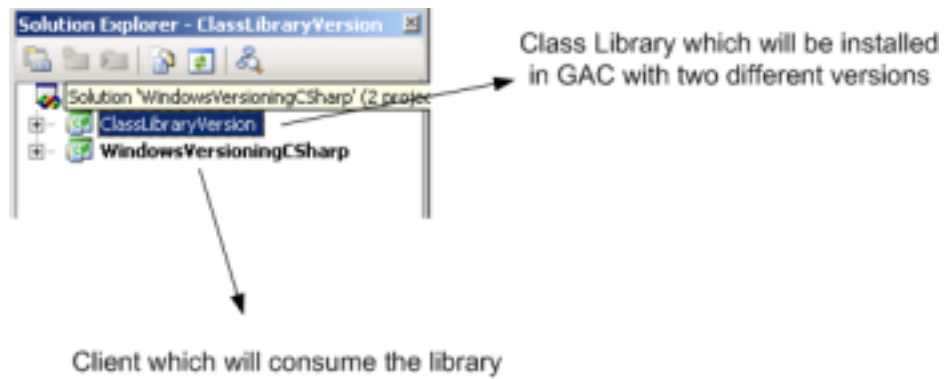 Solution Explorer - ClassLibraryVersion
Class Library which will be installed
in GAC with two different versions
Solution 'WindowsVersioningCSharp' (2 projec
ClassLibraryVersion
WindowsVersioningCSharp
Client which will consume the library